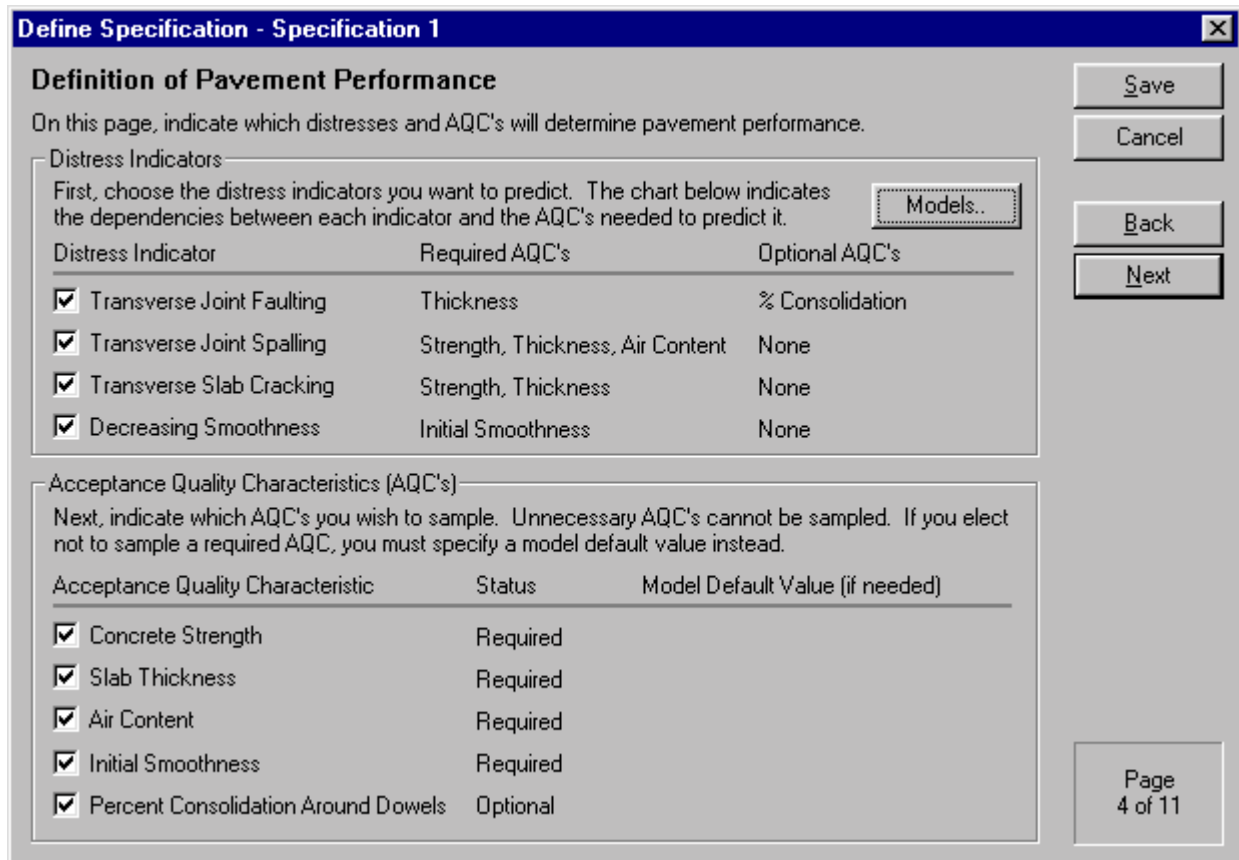 Define Specification - Specification 1
Definition of Pavement Performance
On this page, indicate which distresses and AQC's will determine pavement performance.
Save
Cancel
Back
Next
Distress Indicators
First, choose the distress indicators you want to predict. The chart below indicates
the dependencies between each indicator and the AQC's needed to predict it.
Models..
Distress Indicator Required AQC's Optional AQC's
Transverse Joint Faulting Thickness % Consolidation
Transverse Joint Spalling Strength, Thickness, Air Content None
Transverse Slab Cracking Strength, Thickness None
Decreasing Smoothness Initial Smoothness None
Acceptance Quality Characteristics (AQC's)
Next, indicate which AQC's you wish to sample. Unnecessary AQC's cannot be sampled. If you elect
not to sample a required AQC, you must specify a model default value instead.
Acceptance Quality Characteristic Status Model Default Value (if needed)
Concrete Strength Required
Slab Thickness Required
Air Content Required
Initial Smoothness Required
Percent Consolidation Around Dowels Optional
Page
4 of 11